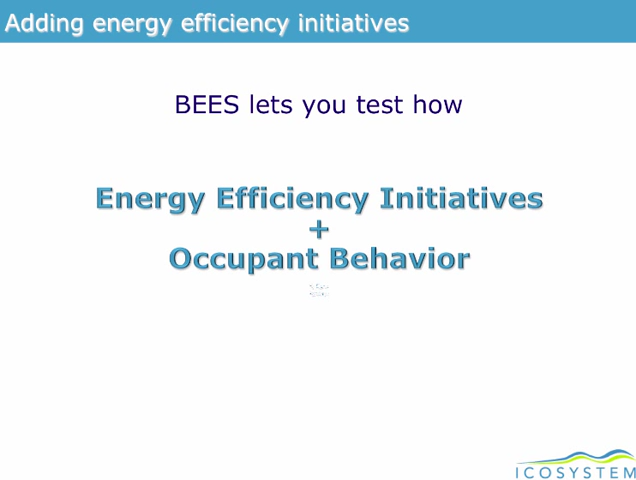 Adding energy efficiency initiatives
BEES lets you test how
Energy Efficiency Initiatives
+
Occupant Behavior
ICOSYSTEM